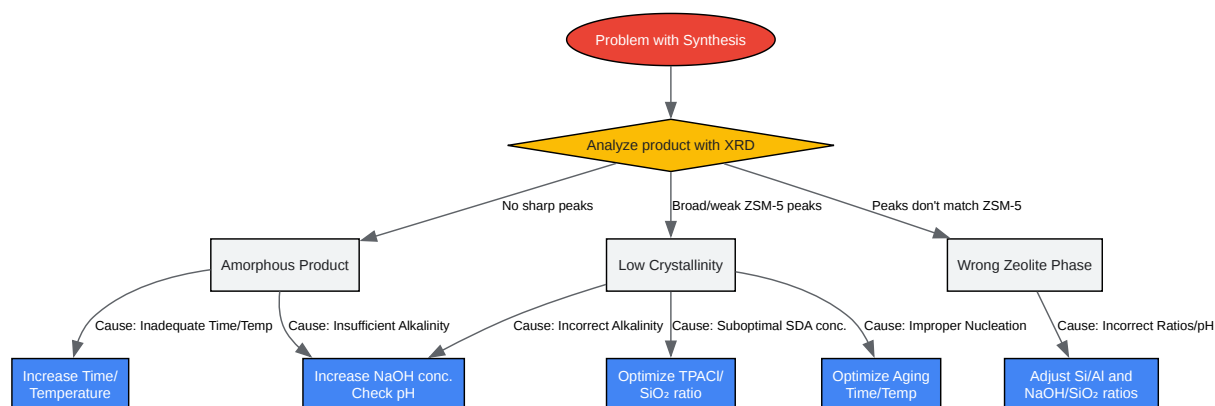 Problem with Synthesis
Analyze product with XRD
No sharp peaks
Broad/weak ZSM-5 peaks
Peaks don't match ZSM-5
Amorphous Product
Low Crystallinity
Wrong Zeolite Phase
Cause: Inadequate Time/Temp
Cause: Insufficient Alkalinity
Cause: Incorrect Alkalinity
Cause: Suboptimal SDA conc.
Cause: Improper Nucleation
Cause: Incorrect Ratios/pH
Increase Time/
Temperature
Increase NaOH conc.
Check pH
Optimize TPACl/
SiO₂ ratio
Optimize Aging
Time/Temp
Adjust Si/Al and
NaOH/SiO₂ ratios